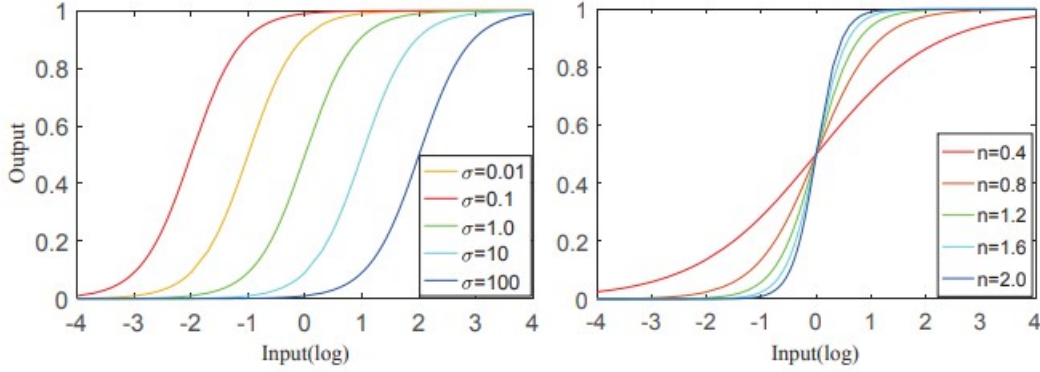 1
0.8
0.6
0.4
0.2
0
Output
-4 -3 -2 -1 0 1 2 3 4
Input(log)
σ=0.01
σ=0.1
σ=1.0
σ=10
σ=100
1
0.8
0.6
0.4
0.2
0
-4 -3 -2 -1 0 1 2 3 4
Input(log)
n=0.4
n=0.8
n=1.2
n=1.6
n=2.0